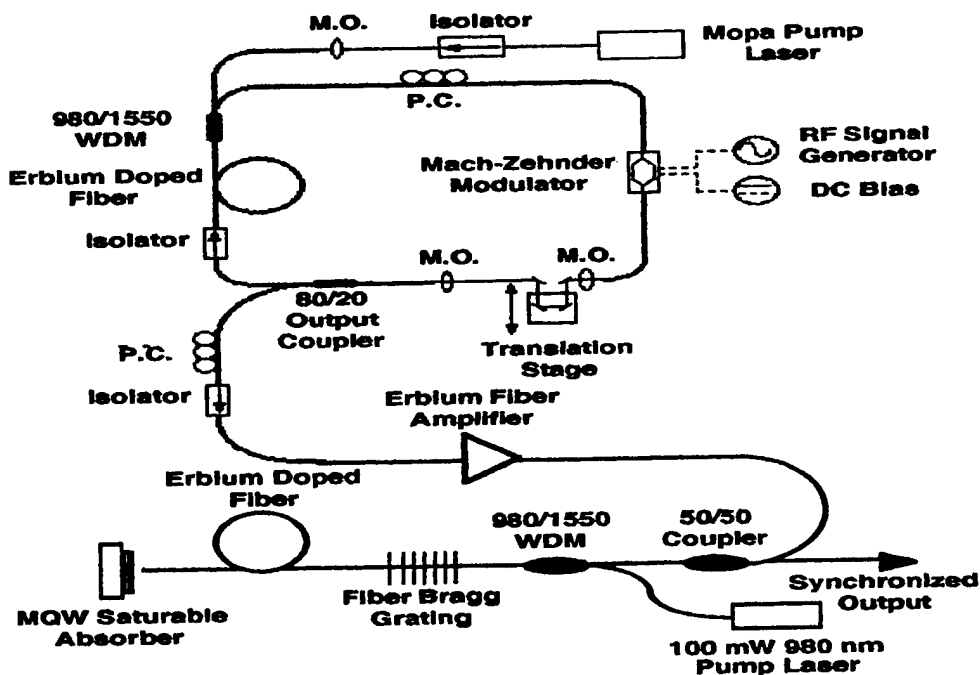 M.O.
Isolator
Mopa Pump
Laser
P.C.
980/1550
WDM
Mach-Zehnder
Modulator
RF Signal
Generator
DC Bias
Erbium Doped
Fiber
Isolator
M.O.
M.O.
80/20
Output
Coupler
Translation
Stage
P.C.
Isolator
Erbium Fiber
Amplifier
Erbium Doped
Fiber
980/1550
WDM
50/50
Coupler
Synchronized
Output
MQW Saturable
Absorber
Fiber Bragg
Grating
100 mW 980 nm
Pump Laser